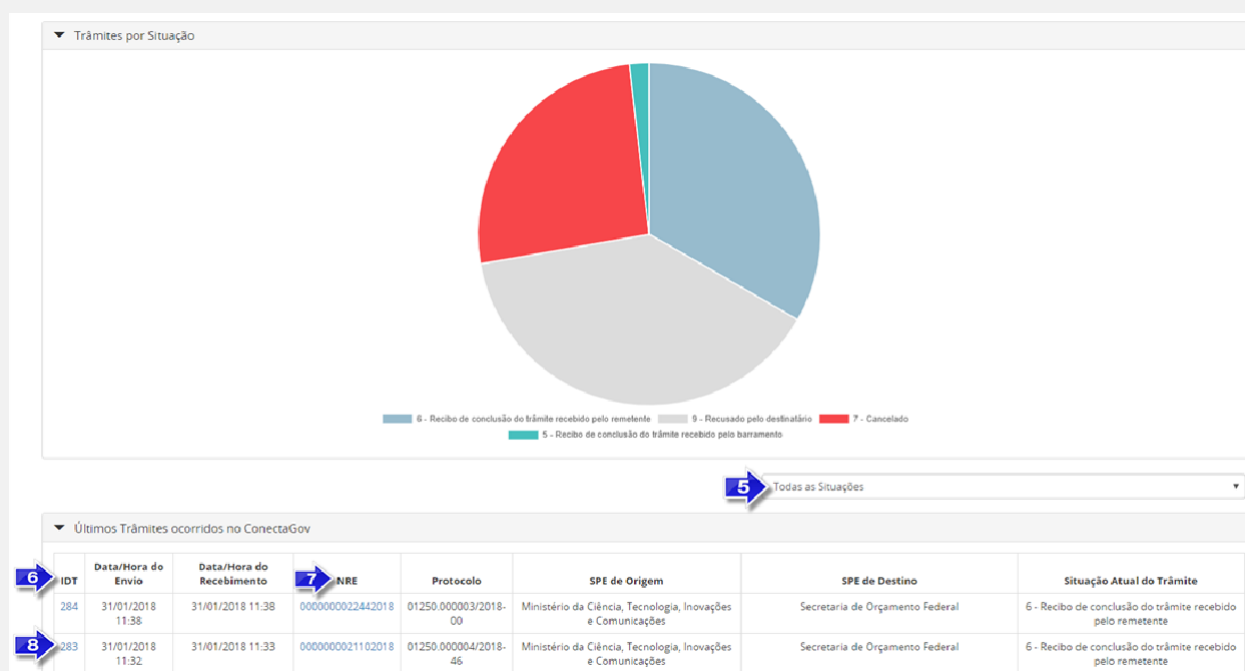 Trâmites por Situação
6 - Recibo de conclusão do trâmite recebido pelo remetente 9 - Recusado pelo destinatário 7 - Cancelado
5 - Recibo de conclusão do trâmite recebido pelo barramento
5 Todas as Situações
Últimos Trâmites ocorridos no ConectaGov
6 IDT Data/Hora do Envio Data/Hora do Recebimento 7 NRE Protocolo SPE de Origem SPE de Destino Situação Atual do Trâmite
284 31/01/2018 11:38 31/01/2018 11:38 0000000022442018 01250.000003/2018-00 Ministério da Ciência, Tecnologia, Inovações e Comunicações Secretaria de Orçamento Federal 6 - Recibo de conclusão do trâmite recebido pelo remetente
8 283 31/01/2018 11:32 31/01/2018 11:33 0000000021102018 01250.000004/2018-46 Ministério da Ciência, Tecnologia, Inovações e Comunicações Secretaria de Orçamento Federal 6 - Recibo de conclusão do trâmite recebido pelo remetente